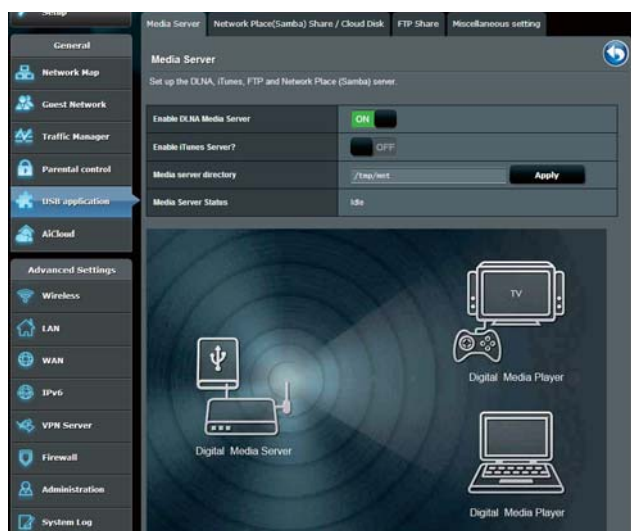 Setup
Media Server
Network Place(Samba) Share / Cloud Disk
FTP Share
Miscellaneous setting
General
Network Map
Guest Network
Traffic Manager
Parental control
USB application
AiCloud
Advanced Settings
Wireless
LAN
WAN
IPv6
VPN Server
Firewall
Administration
System Log
Media Server
Set up the DLNA, iTunes, FTP and Network Place (Samba) server.
Enable DLNA Media Server
ON
Enable iTunes Server?
OFF
Media server directory
/tmp/mnt
Apply
Media Server Status
Idle
TV
Digital Media Player
Digital Media Server
Digital Media Player